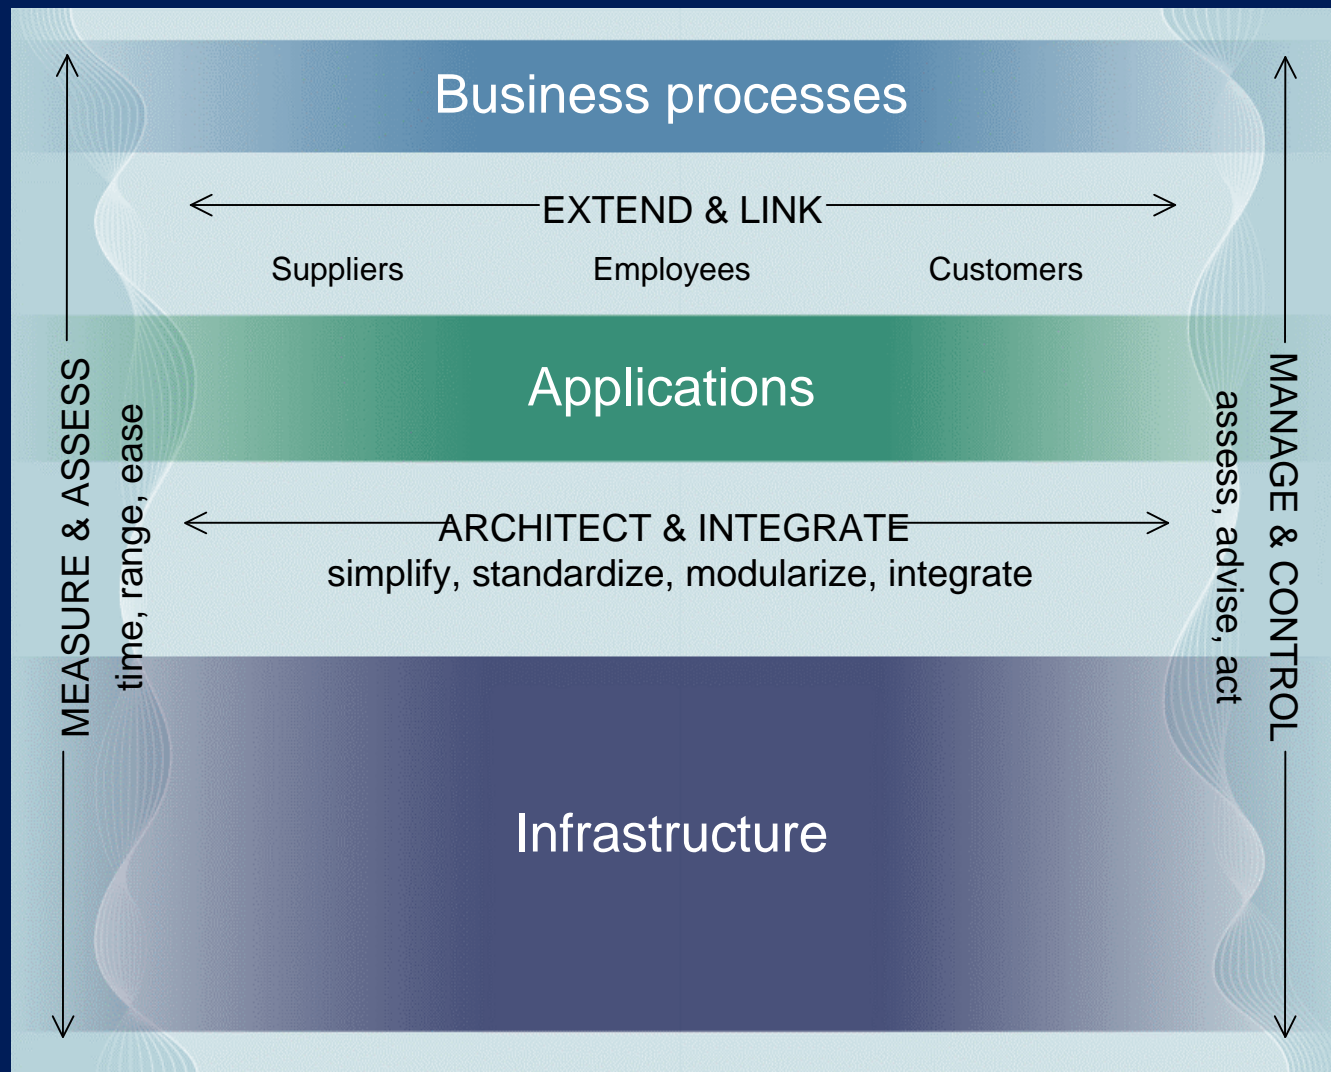 Business processes
EXTEND & LINK
Suppliers Employees Customers
Applications
ARCHITECT & INTEGRATE
simplify, standardize, modularize, integrate
Infrastructure
MEASURE & ASSESS
time, range, ease
MANAGE & CONTROL
assess, advise, act